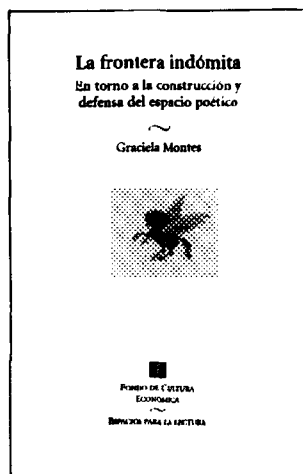 La frontera indómita
En torno a la construcción y
defensa del espacio poético
Graciela Montes
FONDO DE CULTURA
ECONÓMICA
ESPACIOS PARA LA LECTURA